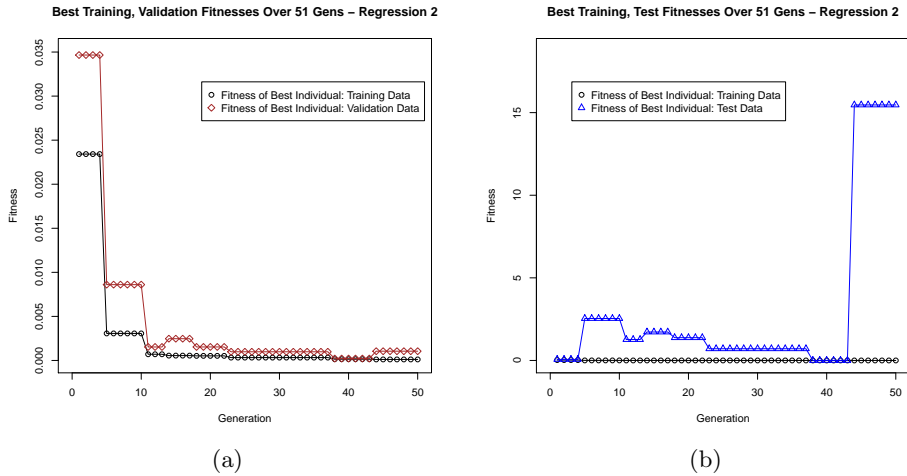 Best Training, Validation Fitnesses Over 51 Gens – Regression 2
Fitness
0.035
0.030
0.025
0.020
0.015
0.010
0.005
0.000
Fitness of Best Individual: Training Data
Fitness of Best Individual: Validation Data
0 10 20 30 40 50
Generation
(a)
Best Training, Test Fitnesses Over 51 Gens – Regression 2
Fitness
15
10
5
0
Fitness of Best Individual: Training Data
Fitness of Best Individual: Test Data
0 10 20 30 40 50
Generation
(b)